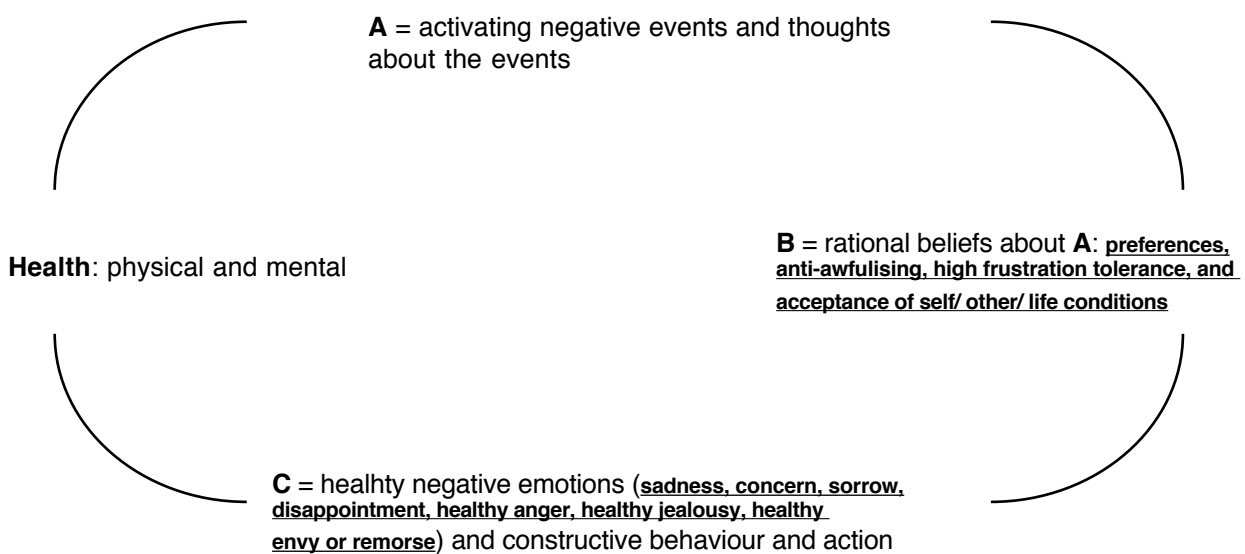 A = activating negative events and thoughts
about the events
Health: physical and mental
B = rational beliefs about A: preferences,
anti-awfulising, high frustration tolerance, and
acceptance of self/ other/ life conditions
C = healhty negative emotions (sadness, concern, sorrow,
disappointment, healthy anger, healthy jealousy, healthy
envy or remorse) and constructive behaviour and action